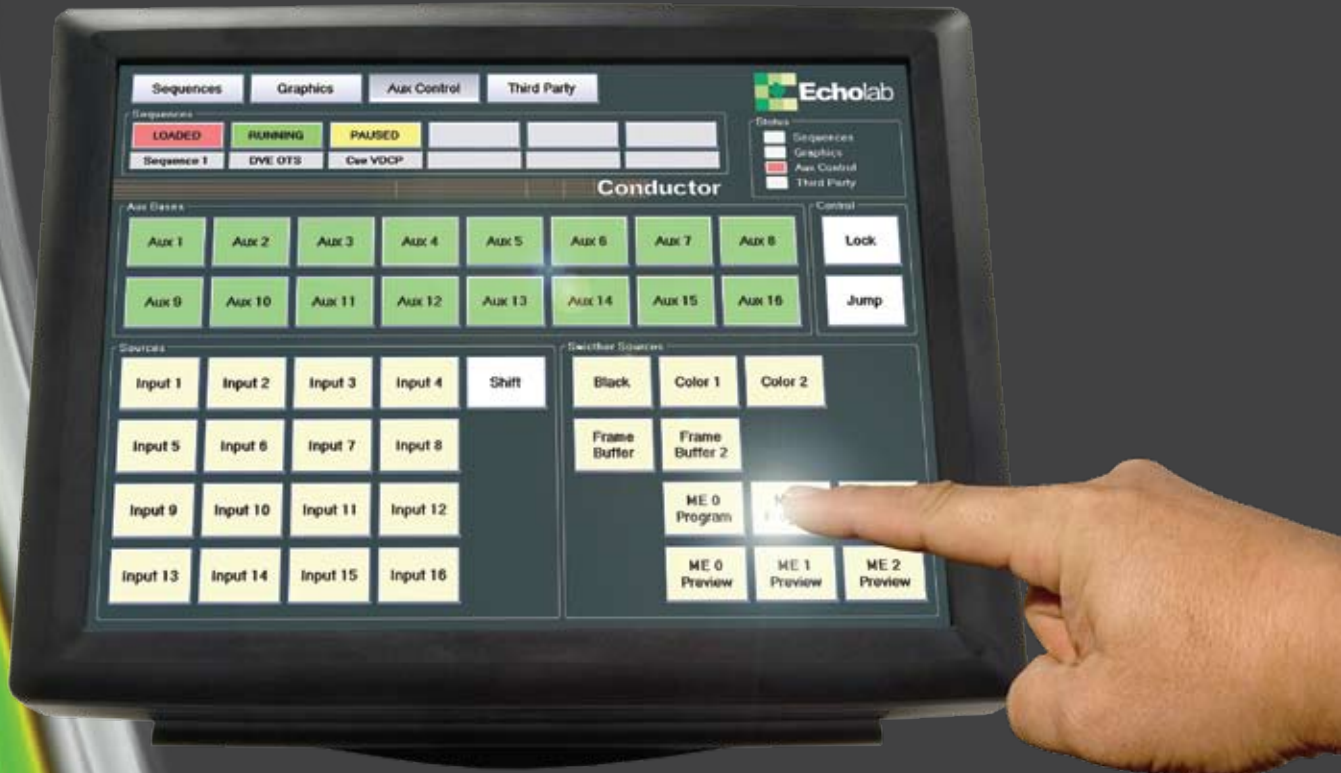 Sequences Graphics Aux Control Third Party
Echolab
Sequences
LOADED RUNNING PAUSED
Sequence 1 DVE OTS Cue VDCP
Status
Sequences
Graphics
Aux Control
Third Party
Conductor
Aux Buses
Aux 1 Aux 2 Aux 3 Aux 4 Aux 5 Aux 6 Aux 7 Aux 8
Aux 9 Aux 10 Aux 11 Aux 12 Aux 13 Aux 14 Aux 15 Aux 16
Control
Lock
Jump
Sources
Input 1 Input 2 Input 3 Input 4 Shift
Input 5 Input 6 Input 7 Input 8
Input 9 Input 10 Input 11 Input 12
Input 13 Input 14 Input 15 Input 16
Swicther Sources
Black Color 1 Color 2
Frame Buffer
Frame Buffer 2
ME 0 Program
ME 0 Preview
ME 1 Preview
ME 2 Preview